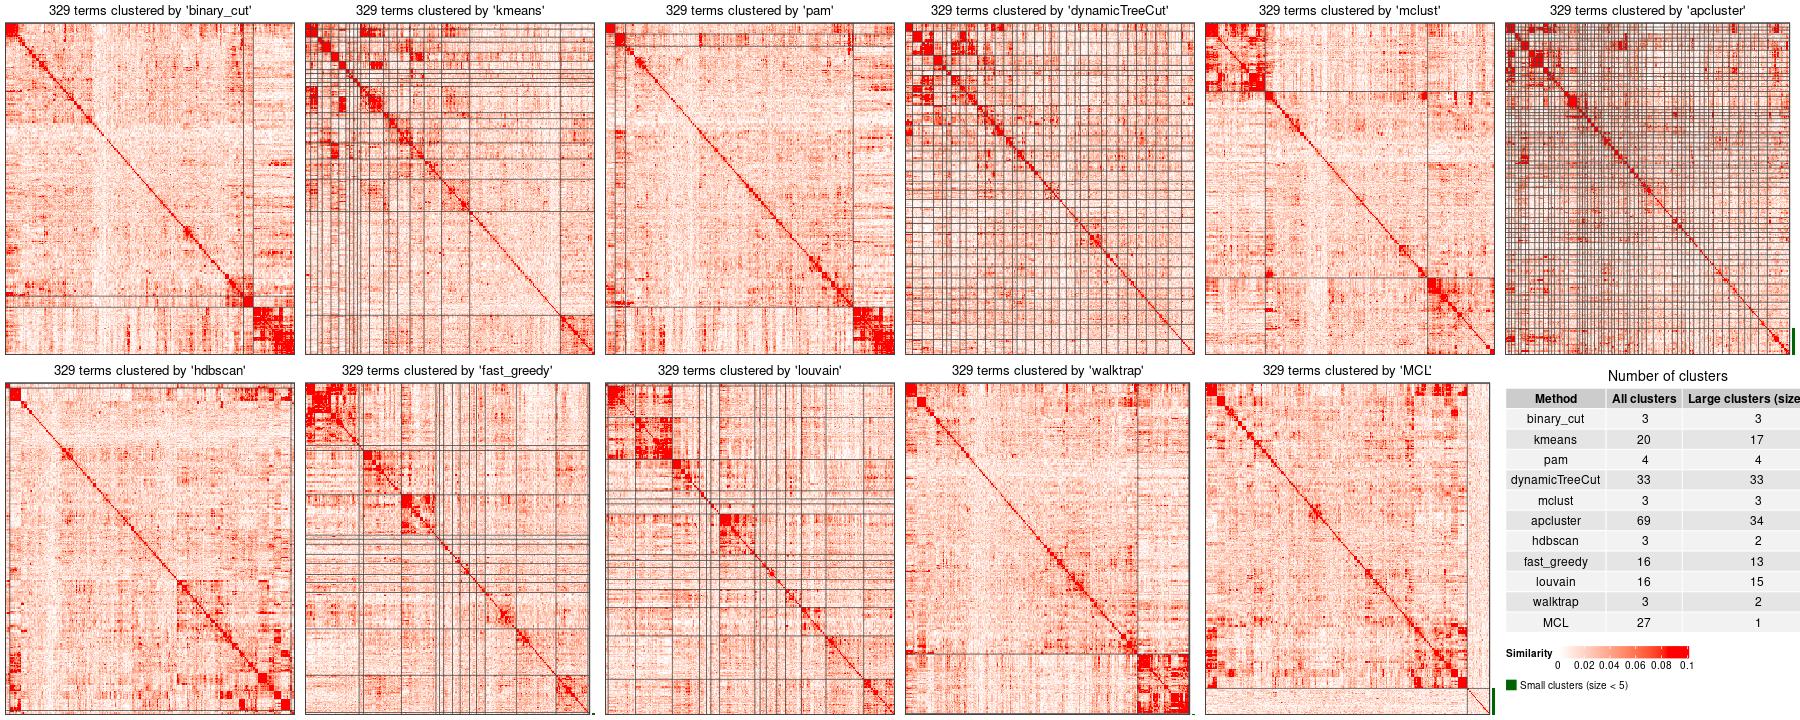 329 terms clustered by 'binary_cut'
329 terms clustered by 'kmeans'
329 terms clustered by 'pam'
329 terms clustered by 'dynamicTreeCut'
329 terms clustered by 'mclust'
329 terms clustered by 'apcluster'
329 terms clustered by 'hdbscan'
329 terms clustered by 'fast_greedy'
329 terms clustered by 'louvain'
329 terms clustered by 'walktrap'
329 terms clustered by 'MCL'
Number of clusters
Method All clusters Large clusters (size
binary_cut 3 3
kmeans 20 17
pam 4 4
dynamicTreeCut 33 33
mclust 3 3
apcluster 69 34
hdbscan 3 2
fast_greedy 16 13
louvain 16 15
walktrap 3 2
MCL 27 1
Similarity
0 0.02 0.04 0.06 0.08 0.1
Small clusters (size < 5)